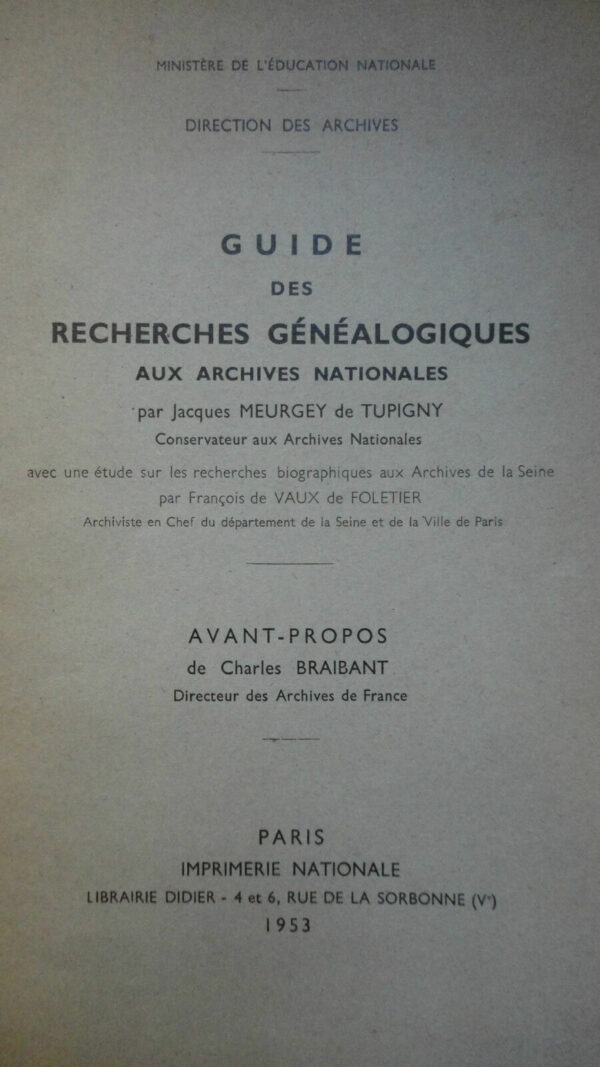 MINISTÈRE DE L'ÉDUCATION NATIONALE
DIRECTION DES ARCHIVES
GUIDE
DES
RECHERCHES GÉNÉALOGIQUES
AUX ARCHIVES NATIONALES
par Jacques MEURGEY de TUPIGNY
Conservateur aux Archives Nationales
avec une étude sur les recherches biographiques aux Archives de la Seine
par François de VAUX de FOLETIER
Archiviste en Chef du département de la Seine et de la Ville de Paris
AVANT-PROPOS
de Charles BRAIBANT
Directeur des Archives de France
PARIS
IMPRIMERIE NATIONALE
LIBRAIRIE DIDIER - 4 et 6, RUE DE LA SORBONNE (Vᵉ)
1953